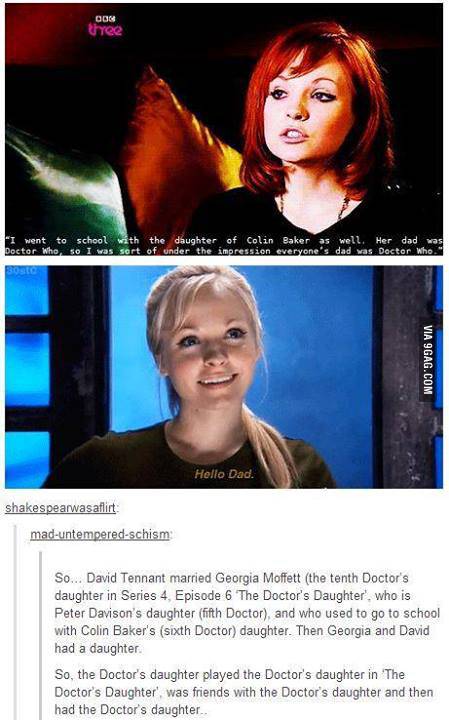 BBC
three
"I went to school with the daughter of Colin Baker as well. Her dad was
Doctor Who, so I was sort of under the impression everyone's dad was Doctor Who."
VIA 9GAG.COM
Hello Dad.
shakespearwasaflirt:
mad-untempered-schism:
So... David Tennant married Georgia Moffett (the tenth Doctor's
daughter in Series 4, Episode 6 'The Doctor's Daughter', who is
Peter Davison's daughter (fifth Doctor), and who used to go to school
with Colin Baker's (sixth Doctor) daughter. Then Georgia and David
had a daughter.
So, the Doctor's daughter played the Doctor's daughter in 'The
Doctor's Daughter', was friends with the Doctor's daughter and then
had the Doctor's daughter..